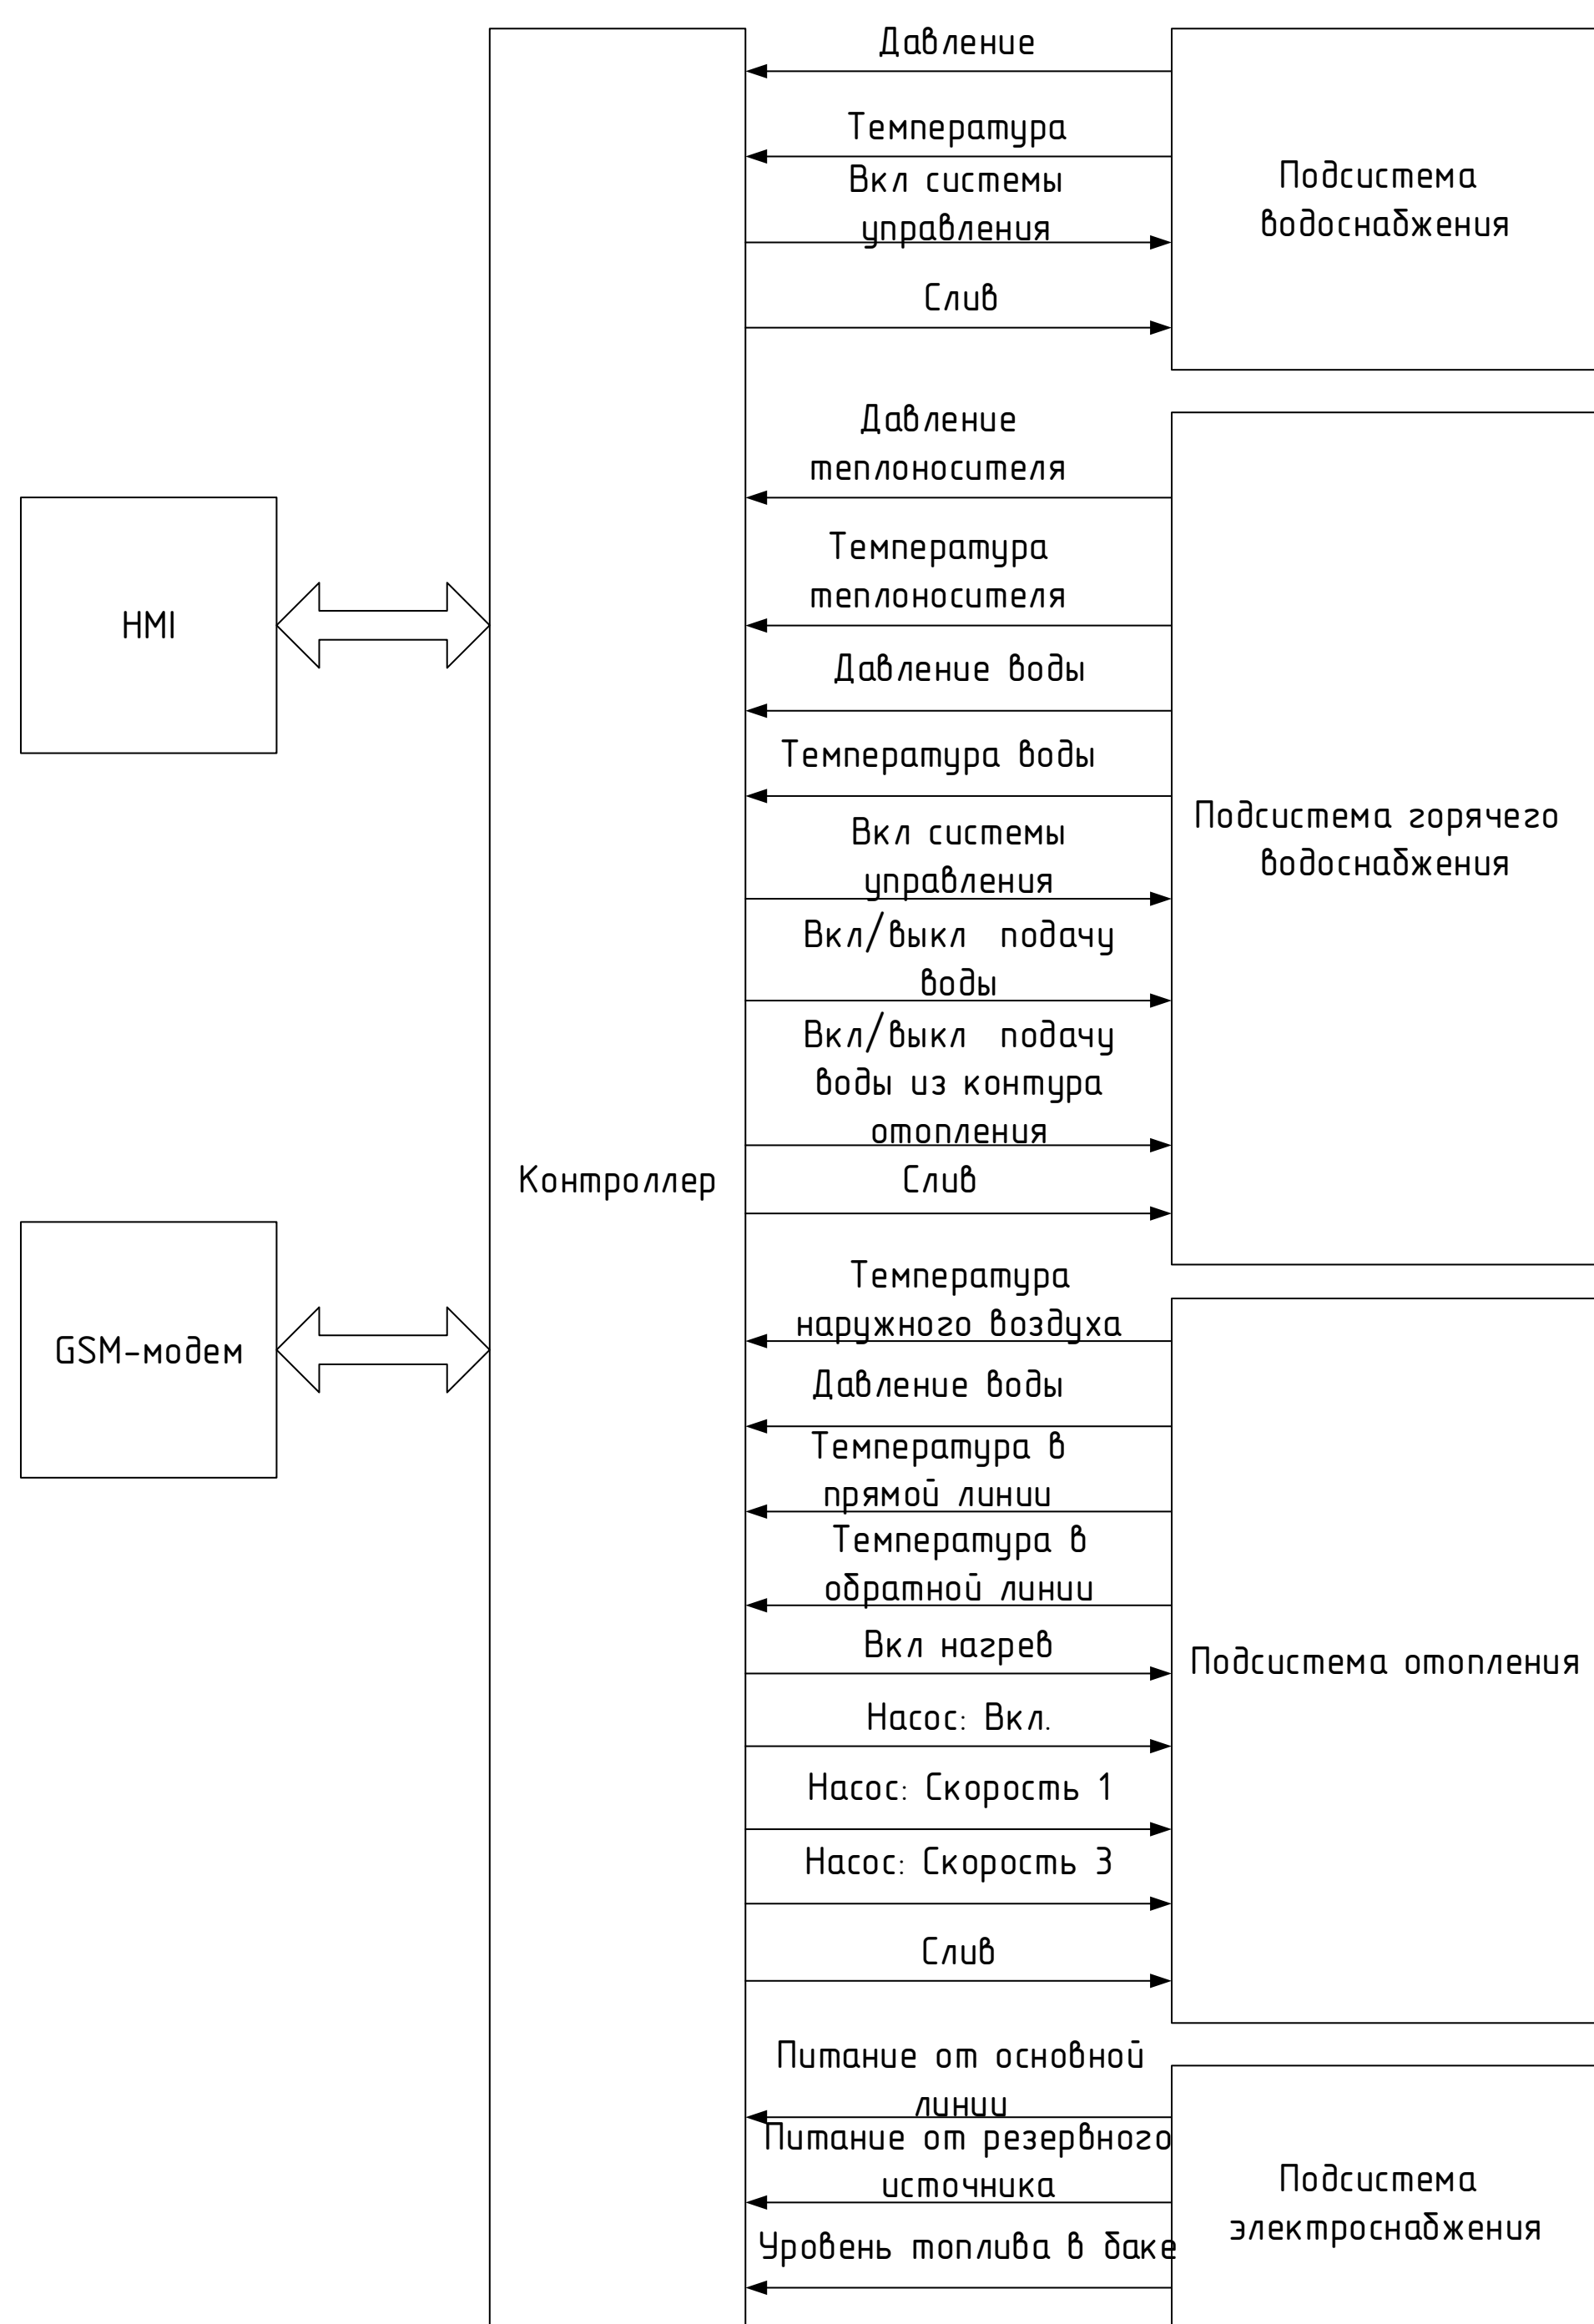 Давление
Температура
Вкл системы
управления
Слив
Подсистема
водоснабжения
Давление
теплоносителя
Температура
теплоносителя
Давление воды
Температура воды
Вкл системы
управления
Вкл/выкл подачу
воды
Вкл/выкл подачу
воды из контура
отопления
Слив
Подсистема горячего
водоснабжения
HMI
Контроллер
GSM-модем
Температура
наружного воздуха
Давление воды
Температура в
прямой линии
Температура в
обратной линии
Вкл нагрев
Насос: Вкл.
Насос: Скорость 1
Насос: Скорость 3
Слив
Подсистема отопления
Питание от основной
линии
Питание от резервного
источника
Уровень топлива в баке
Подсистема
электроснабжения